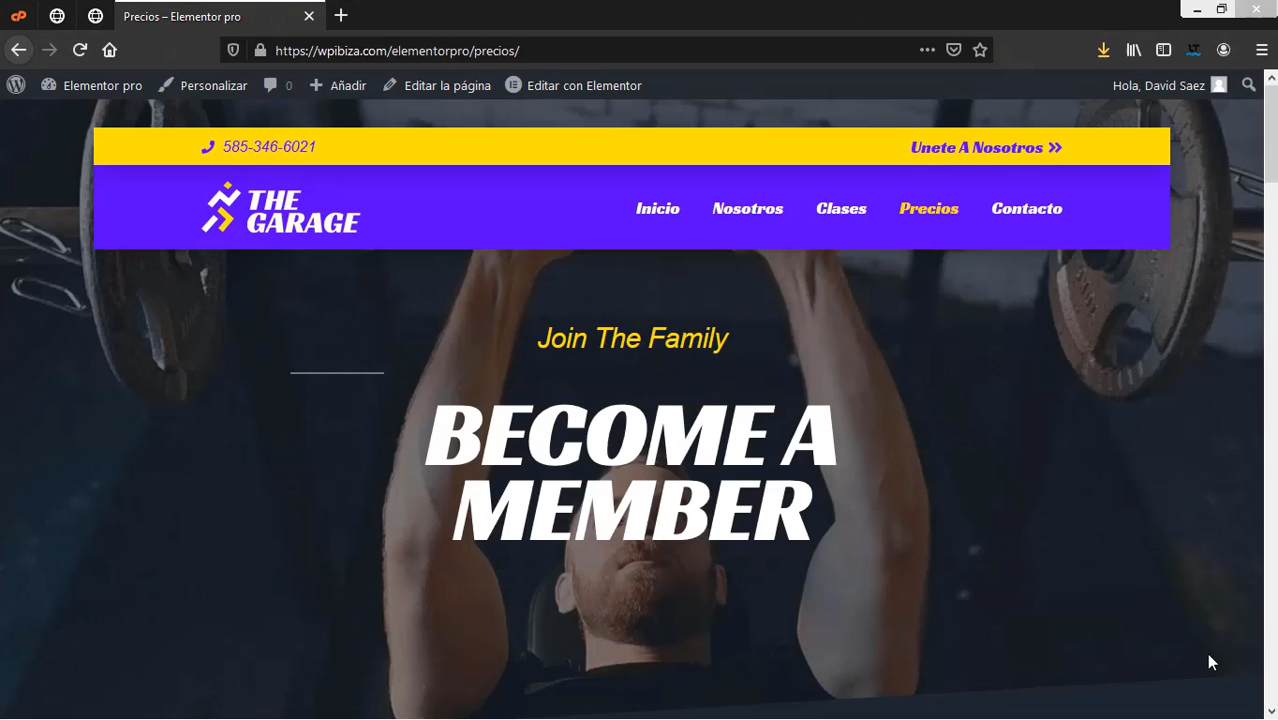 Precios – Elementor pro
https://wpibiza.com/elementorpro/precios/
Elementor pro Personalizar 0 Añadir Editar la página Editar con Elementor Hola, David Saez
585-346-6021 Unete A Nosotros
THE
GARAGE
Inicio Nosotros Clases Precios Contacto
Join The Family
BECOME A
MEMBER